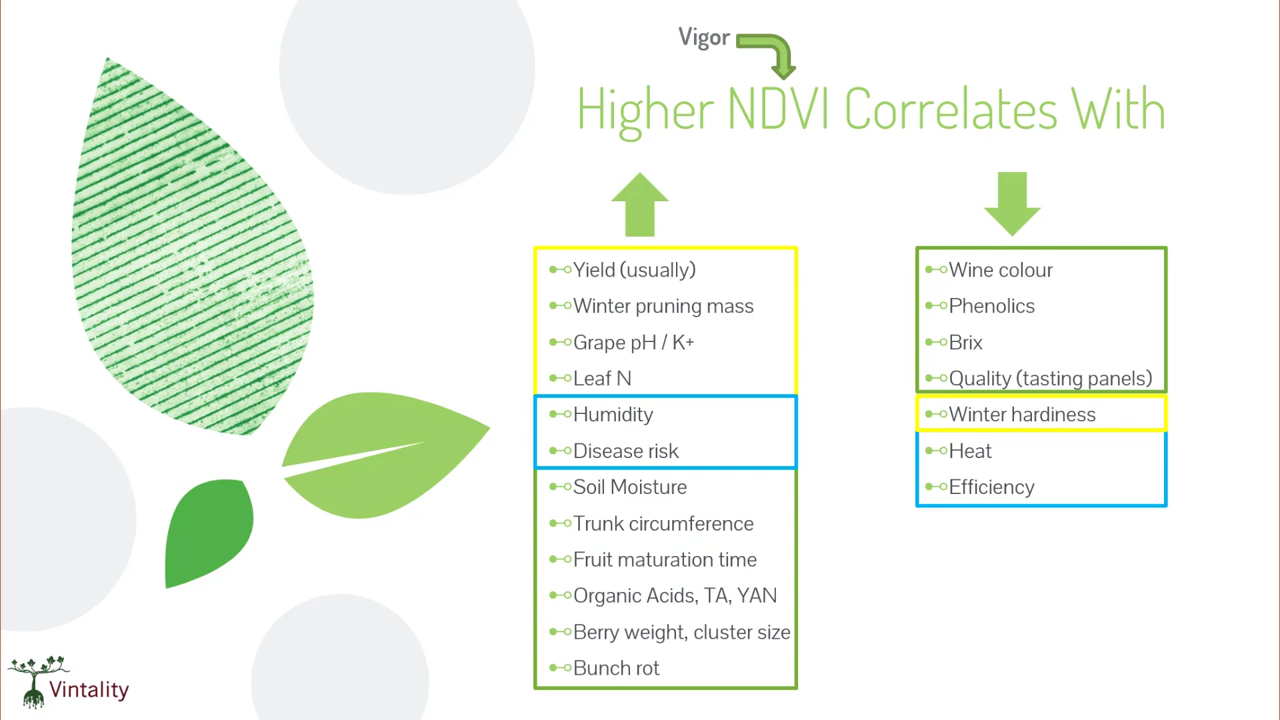 Vigor
Higher NDVI Correlates With
Yield (usually)
Winter pruning mass
Grape pH / K+
Leaf N
Humidity
Disease risk
Soil Moisture
Trunk circumference
Fruit maturation time
Organic Acids, TA, YAN
Berry weight, cluster size
Bunch rot
Wine colour
Phenolics
Brix
Quality (tasting panels)
Winter hardiness
Heat
Efficiency
Vintality